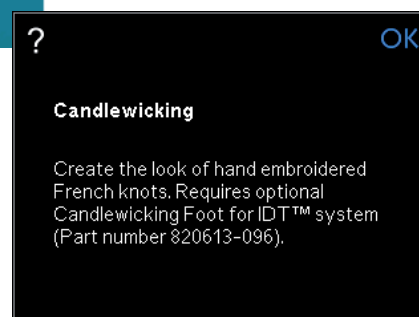 ? OK
Candlewicking
Create the look of hand embroidered
French knots. Requires optional
Candlewicking Foot for IDT™ system
(Part number 820613-096).